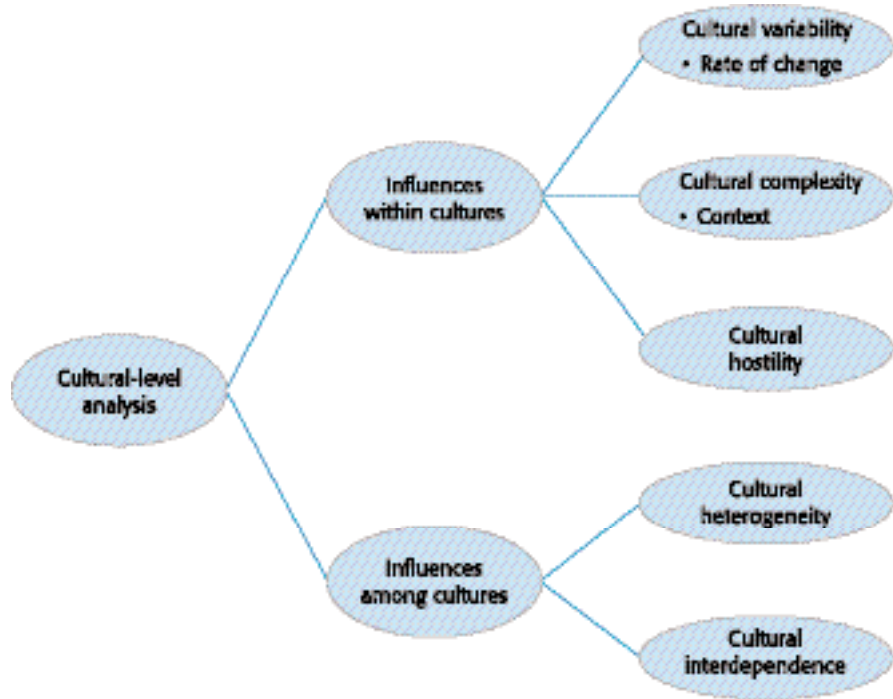 Cultural variability
• Rate of change
Influences
within cultures
Cultural complexity
• Context
Cultural
hostility
Cultural-level
analysis
Cultural
heterogeneity
Influences
among cultures
Cultural
interdependence